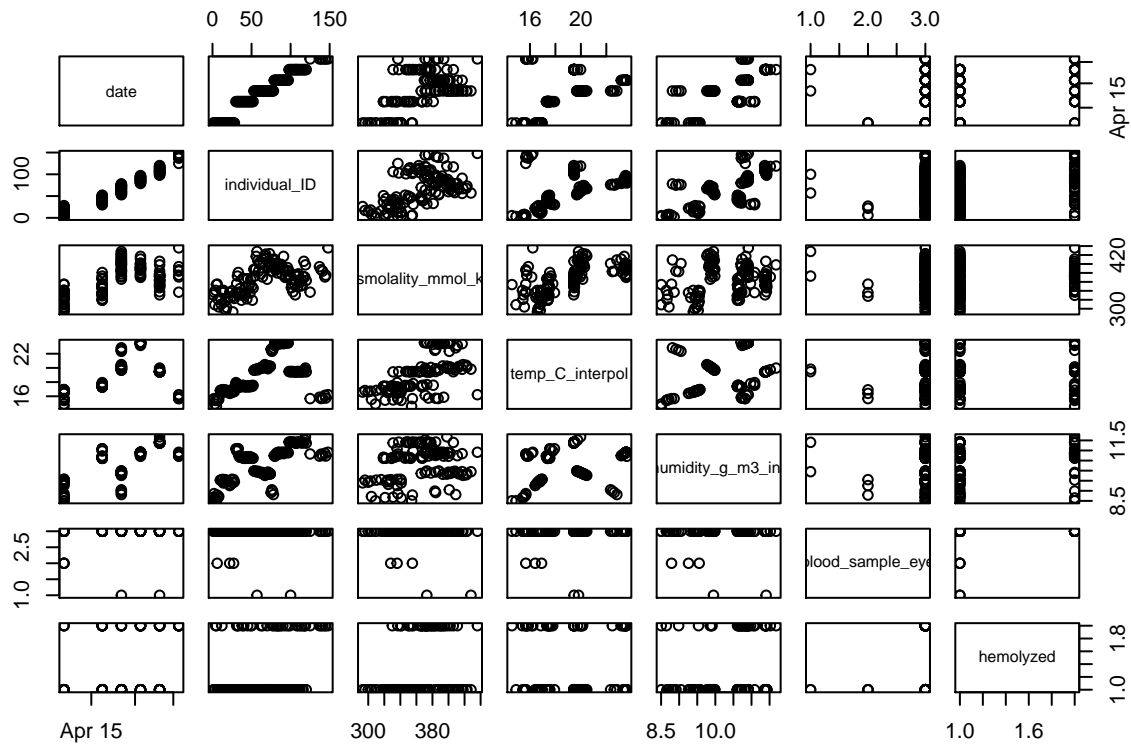 0 50 150
16 20
1.0 2.0 3.0
date
Apr 15
0 100
individual_ID
smolality_mmol_k
300 420
16 22
temp_C_interpol
humidity_g_m3_in
8.5 11.5
1.0 2.5
blood_sample_eye
hemolyzed
1.0 1.8
Apr 15
300 380
8.5 10.0
1.0 1.6